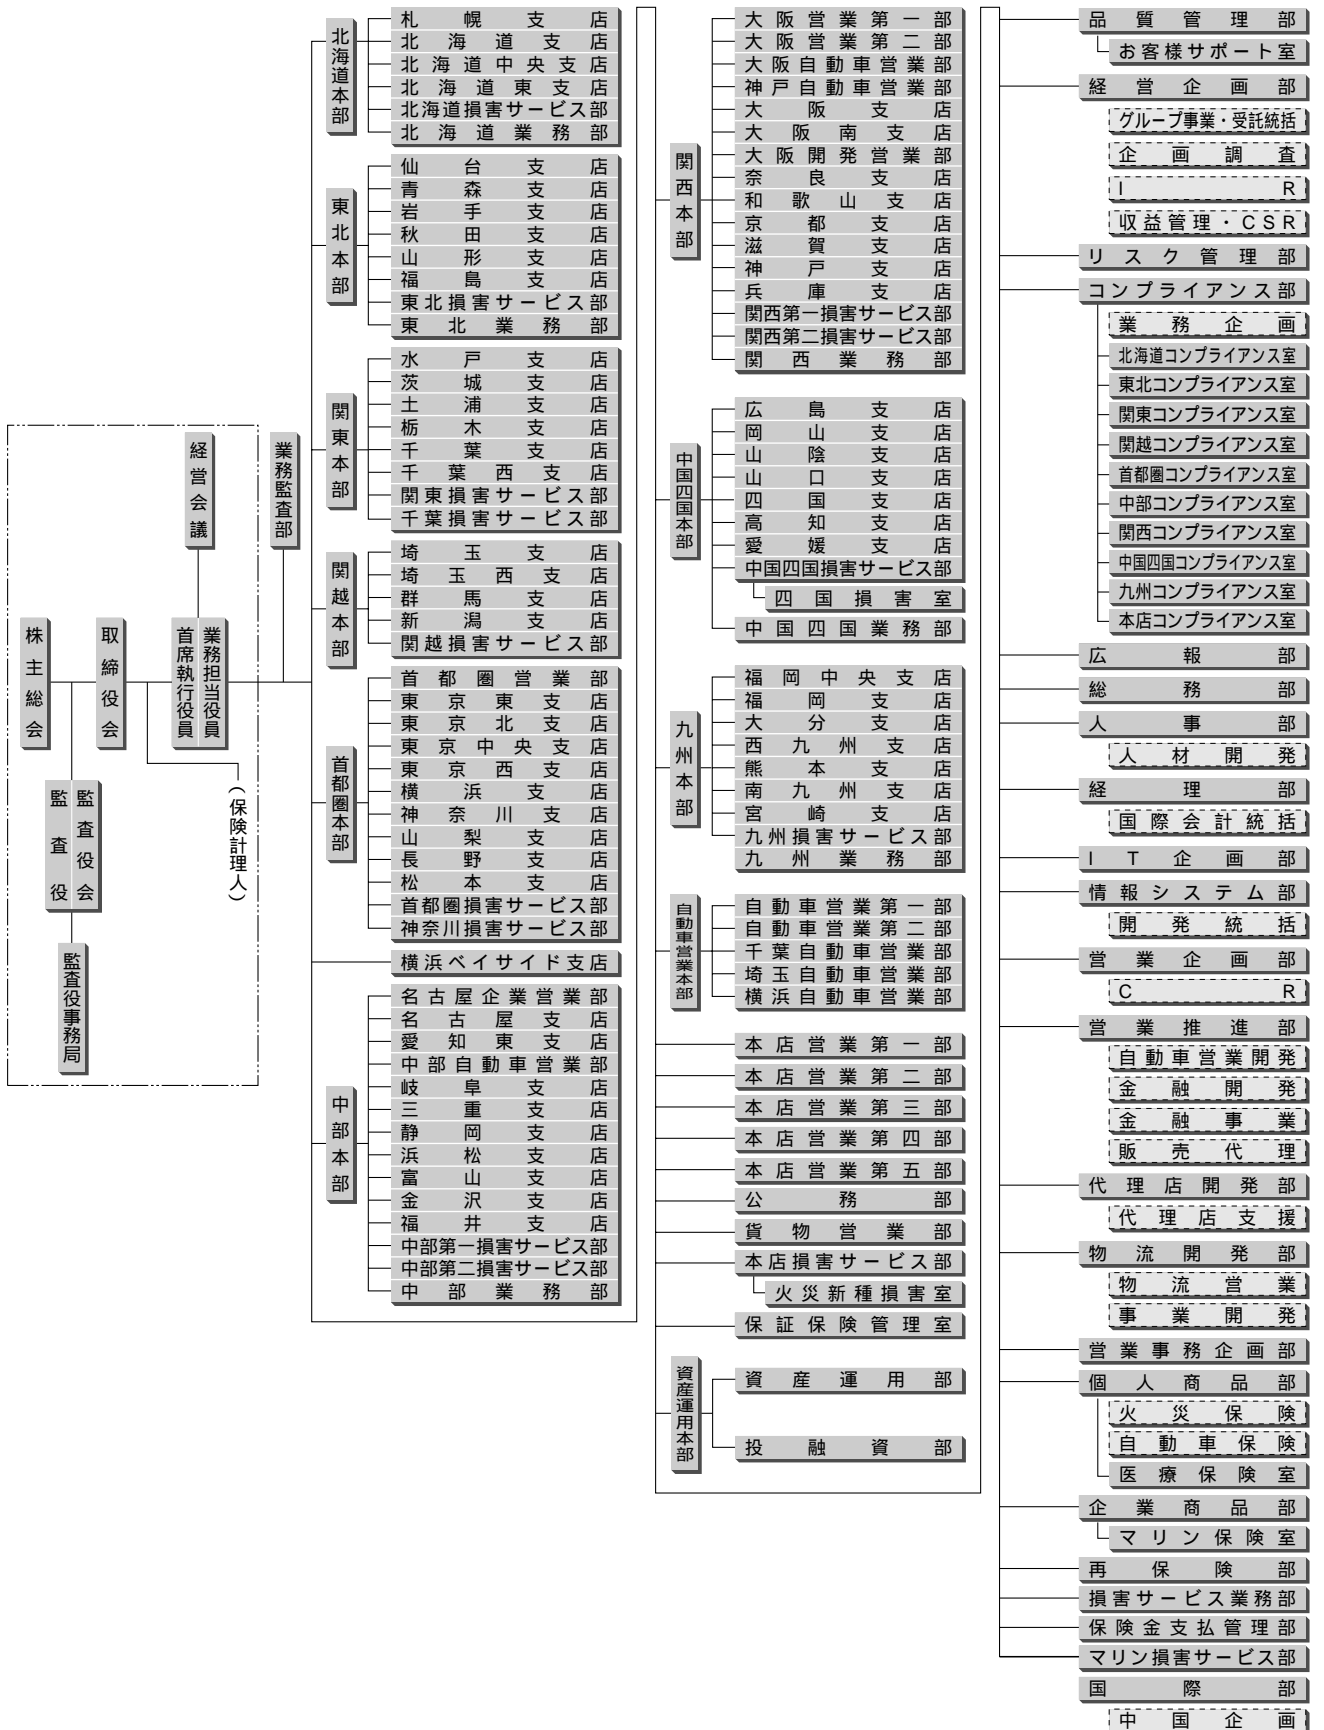 株主総会
監査役
監査役会
監査役事務局
取締役会
（保険計理人）
首席執行役員
業務担当役員
経営会議
業務監査部
北海道本部
札幌支店
北海道支店
北海道中央支店
北海道東支店
北海道損害サービス部
北海道業務部
東北本部
仙台支店
青森支店
岩手支店
秋田支店
山形支店
福島支店
東北損害サービス部
東北業務部
関東本部
水戸支店
茨城支店
土浦支店
栃木支店
千葉支店
千葉西支店
関東損害サービス部
千葉損害サービス部
関越本部
埼玉支店
埼玉西支店
群馬支店
新潟支店
関越損害サービス部
首都圏本部
首都圏営業部
東京東支店
東京北支店
東京中央支店
東京西支店
横浜支店
神奈川支店
山梨支店
長野支店
松本支店
首都圏損害サービス部
神奈川損害サービス部
横浜ベイサイド支店
中部本部
名古屋企業営業部
名古屋支店
愛知東支店
中部自動車営業部
岐阜支店
三重支店
静岡支店
浜松支店
富山支店
金沢支店
福井支店
中部第一損害サービス部
中部第二損害サービス部
中部業務部
関西本部
大阪営業第一部
大阪営業第二部
大阪自動車営業部
神戸自動車営業部
大阪支店
大阪南支店
大阪開発営業部
奈良支店
和歌山支店
京都支店
滋賀支店
神戸支店
兵庫支店
関西第一損害サービス部
関西第二損害サービス部
関西業務部
中国四国本部
広島支店
岡山支店
山陰支店
山口支店
四国支店
高知支店
愛媛支店
中国四国損害サービス部
四国損害室
中国四国業務部
九州本部
福岡中央支店
福岡支店
大分支店
西九州支店
熊本支店
南九州支店
宮崎支店
九州損害サービス部
九州業務部
自動車営業本部
自動車営業第一部
自動車営業第二部
千葉自動車営業部
埼玉自動車営業部
横浜自動車営業部
本店営業第一部
本店営業第二部
本店営業第三部
本店営業第四部
本店営業第五部
公務部
貨物営業部
本店損害サービス部
火災新種損害室
保証保険管理室
資産運用本部
資産運用部
投融資部
品質管理部
お客様サポート室
経営企画部
グループ事業・受託統括
企画調査
IR
収益管理・CSR
リスク管理部
コンプライアンス部
業務企画
北海道コンプライアンス室
東北コンプライアンス室
関東コンプライアンス室
関越コンプライアンス室
首都圏コンプライアンス室
中部コンプライアンス室
関西コンプライアンス室
中国四国コンプライアンス室
九州コンプライアンス室
本店コンプライアンス室
広報部
総務部
人事部
人材開発
経理部
国際会計統括
IT企画部
情報システム部
開発統括
営業企画部
CR
営業推進部
自動車営業開発
金融開発
金融事業
販売代理
代理店開発部
代理店支援
物流開発部
物流営業
事業開発
営業事務企画部
個人商品部
火災保険
自動車保険
医療保険室
企業商品部
マリン保険室
再保険部
損害サービス業務部
保険金支払管理部
マリン損害サービス部
国際部
中国企画